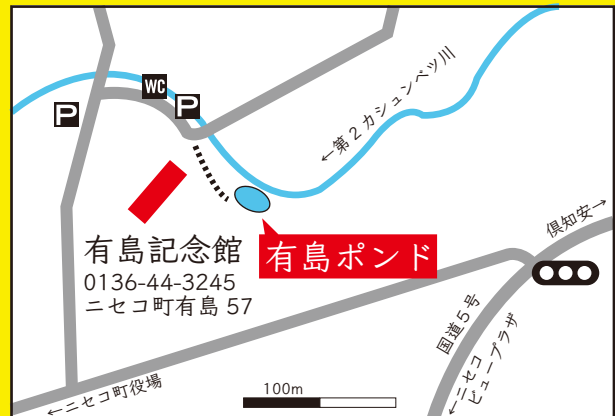 WC
P
P
←第2カシュンベツ川
倶知安→
有島記念館
0136-44-3245
ニセコ町有島 57
有島ポンド
国道5号
←ニセコ
ビュープラザ
←ニセコ町役場
100m